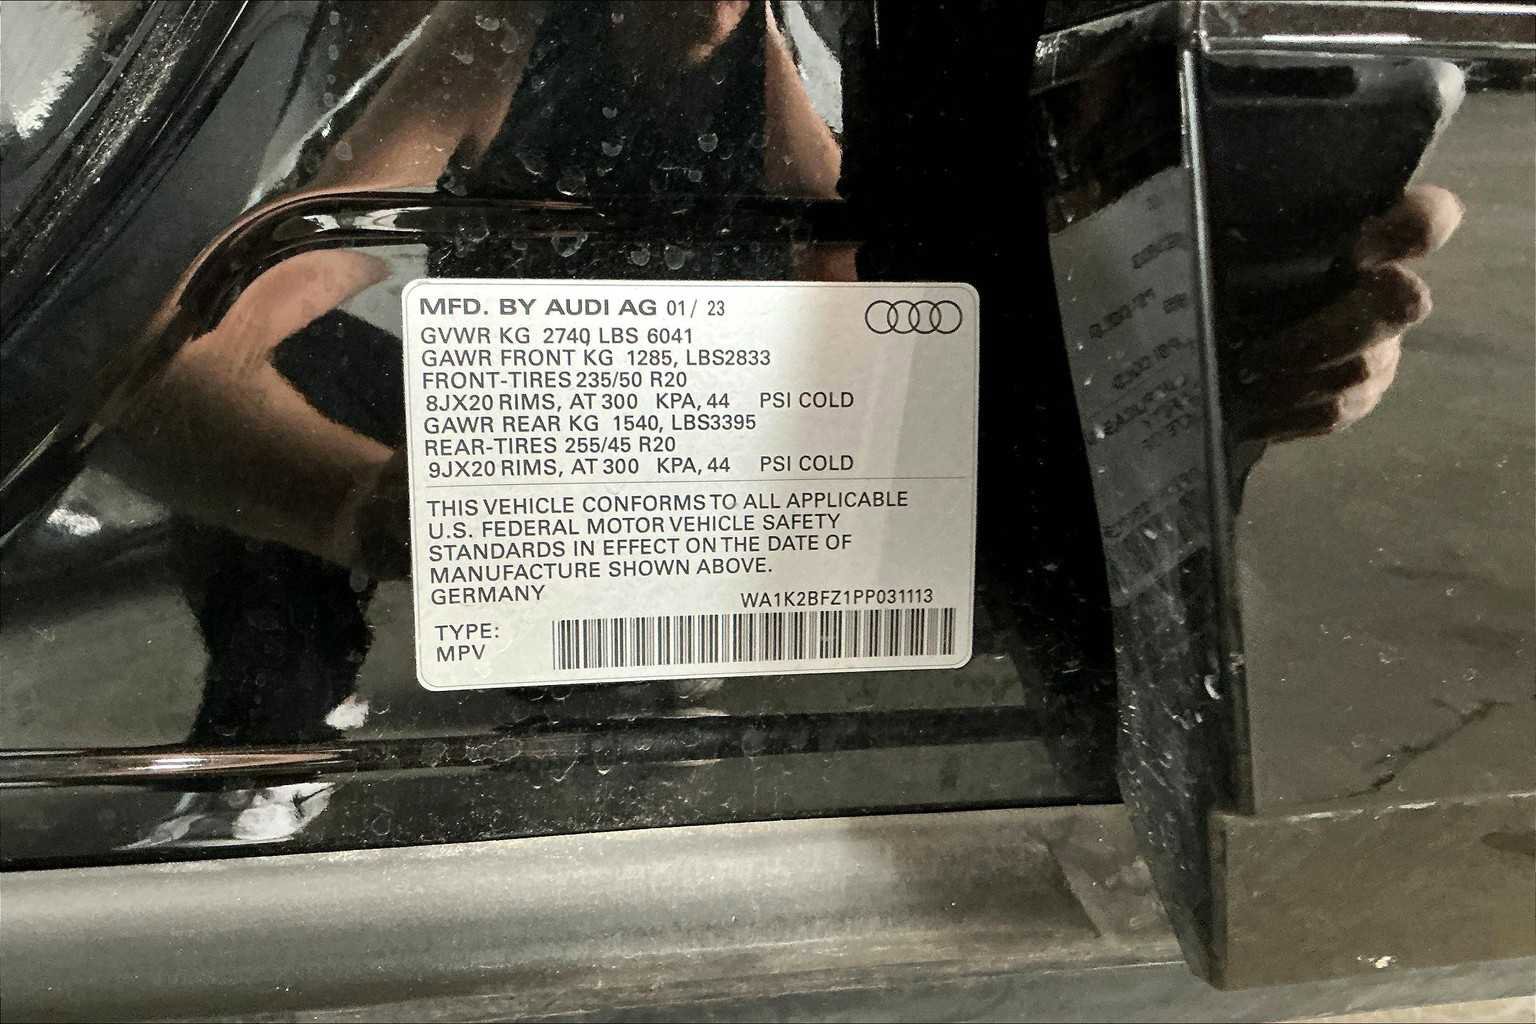 MFD. BY AUDI AG 01/ 23
GVWR KG 2740 LBS 6041
GAWR FRONT KG 1285, LBS2833
FRONT-TIRES 235/50 R20
8JX20 RIMS, AT 300 KPA, 44 PSI COLD
GAWR REAR KG 1540, LBS3395
REAR-TIRES 255/45 R20
9JX20 RIMS, AT 300 KPA, 44 PSI COLD
THIS VEHICLE CONFORMS TO ALL APPLICABLE
U.S. FEDERAL MOTOR VEHICLE SAFETY
STANDARDS IN EFFECT ON THE DATE OF
MANUFACTURE SHOWN ABOVE.
GERMANY
WA1K2BFZ1PP031113
TYPE:
MPV